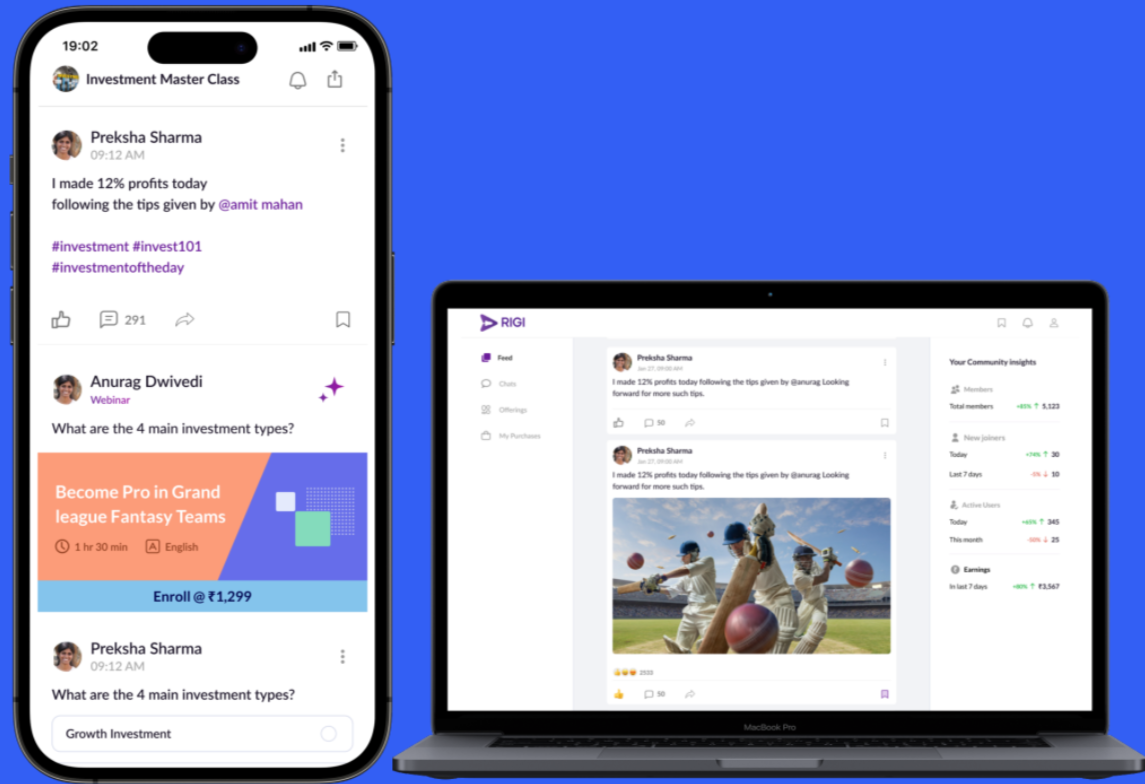 19:02
Investment Master Class
Preksha Sharma
09:12 AM
I made 12% profits today
following the tips given by @amit mahan
#investment #invest101
#investmentoftheday
291
Anurag Dwivedi
Webinar
What are the 4 main investment types?
Become Pro in Grand
league Fantasy Teams
1 hr 30 min
A English
Enroll @ ₹1,299
Preksha Sharma
09:12 AM
What are the 4 main investment types?
Growth Investment
RIGI
Feed
Chats
Offerings
My Purchases
Preksha Sharma
Jan 27, 09:00 AM
I made 12% profits today following the tips given by @anurag Looking
forward for more such tips.
50
Preksha Sharma
Jan 27, 09:00 AM
I made 12% profits today following the tips given by @anurag Looking
forward for more such tips.
50
Your Community insights
Members
Total members +85% ↑ 5,123
New joiners
Today +74% ↑ 30
Last 7 days -5% ↓ 10
Active Users
Today +65% ↑ 345
This month ↓ 25
Earnings
In last 7 days +80% ↑ ₹3,567
MacBook Pro